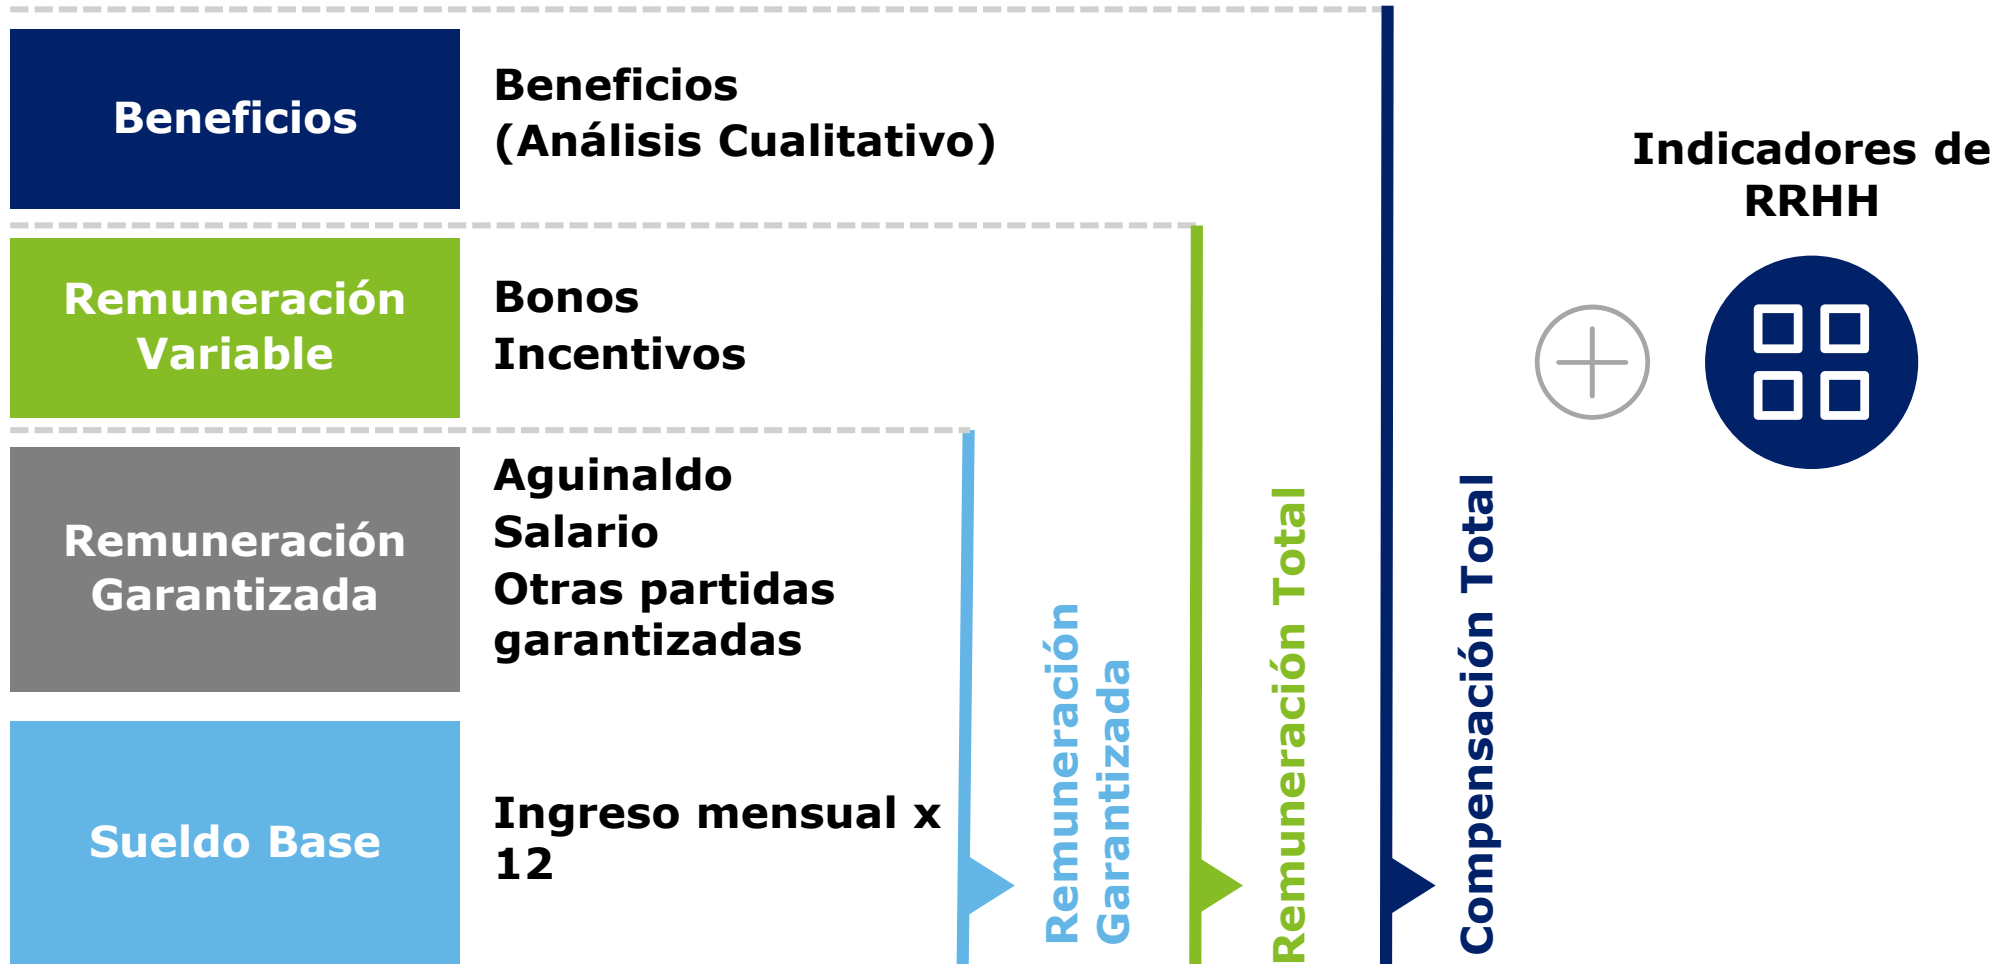 Beneficios
Beneficios
(Análisis Cualitativo)
Indicadores de
RRHH
Remuneración
Variable
Bonos
Incentivos
Remuneración
Garantizada
Aguinaldo
Salario
Otras partidas
garantizadas
Sueldo Base
Ingreso mensual x
12
Remuneración
Garantizada
Remuneración Total
Compensación Total